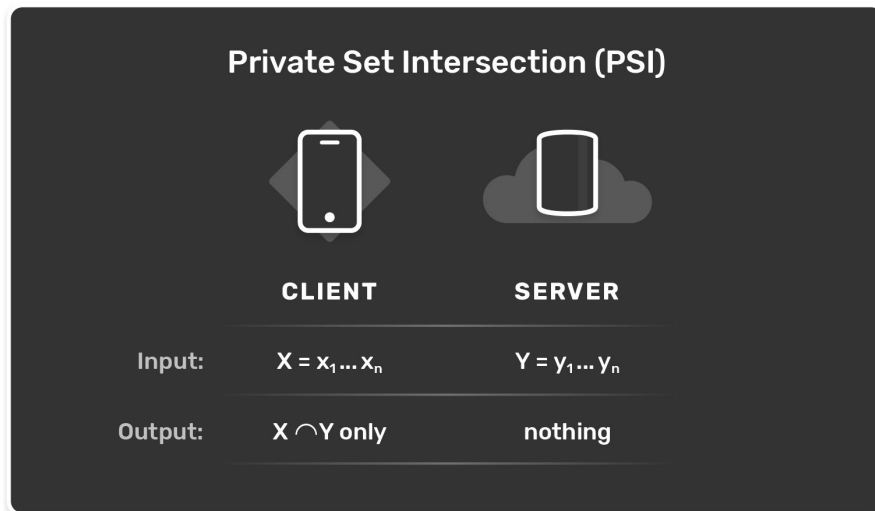 Private Set Intersection (PSI)
CLIENT SERVER
Input: X = x₁...xₙ Y = y₁...yₙ
Output: X ⌒Y only nothing